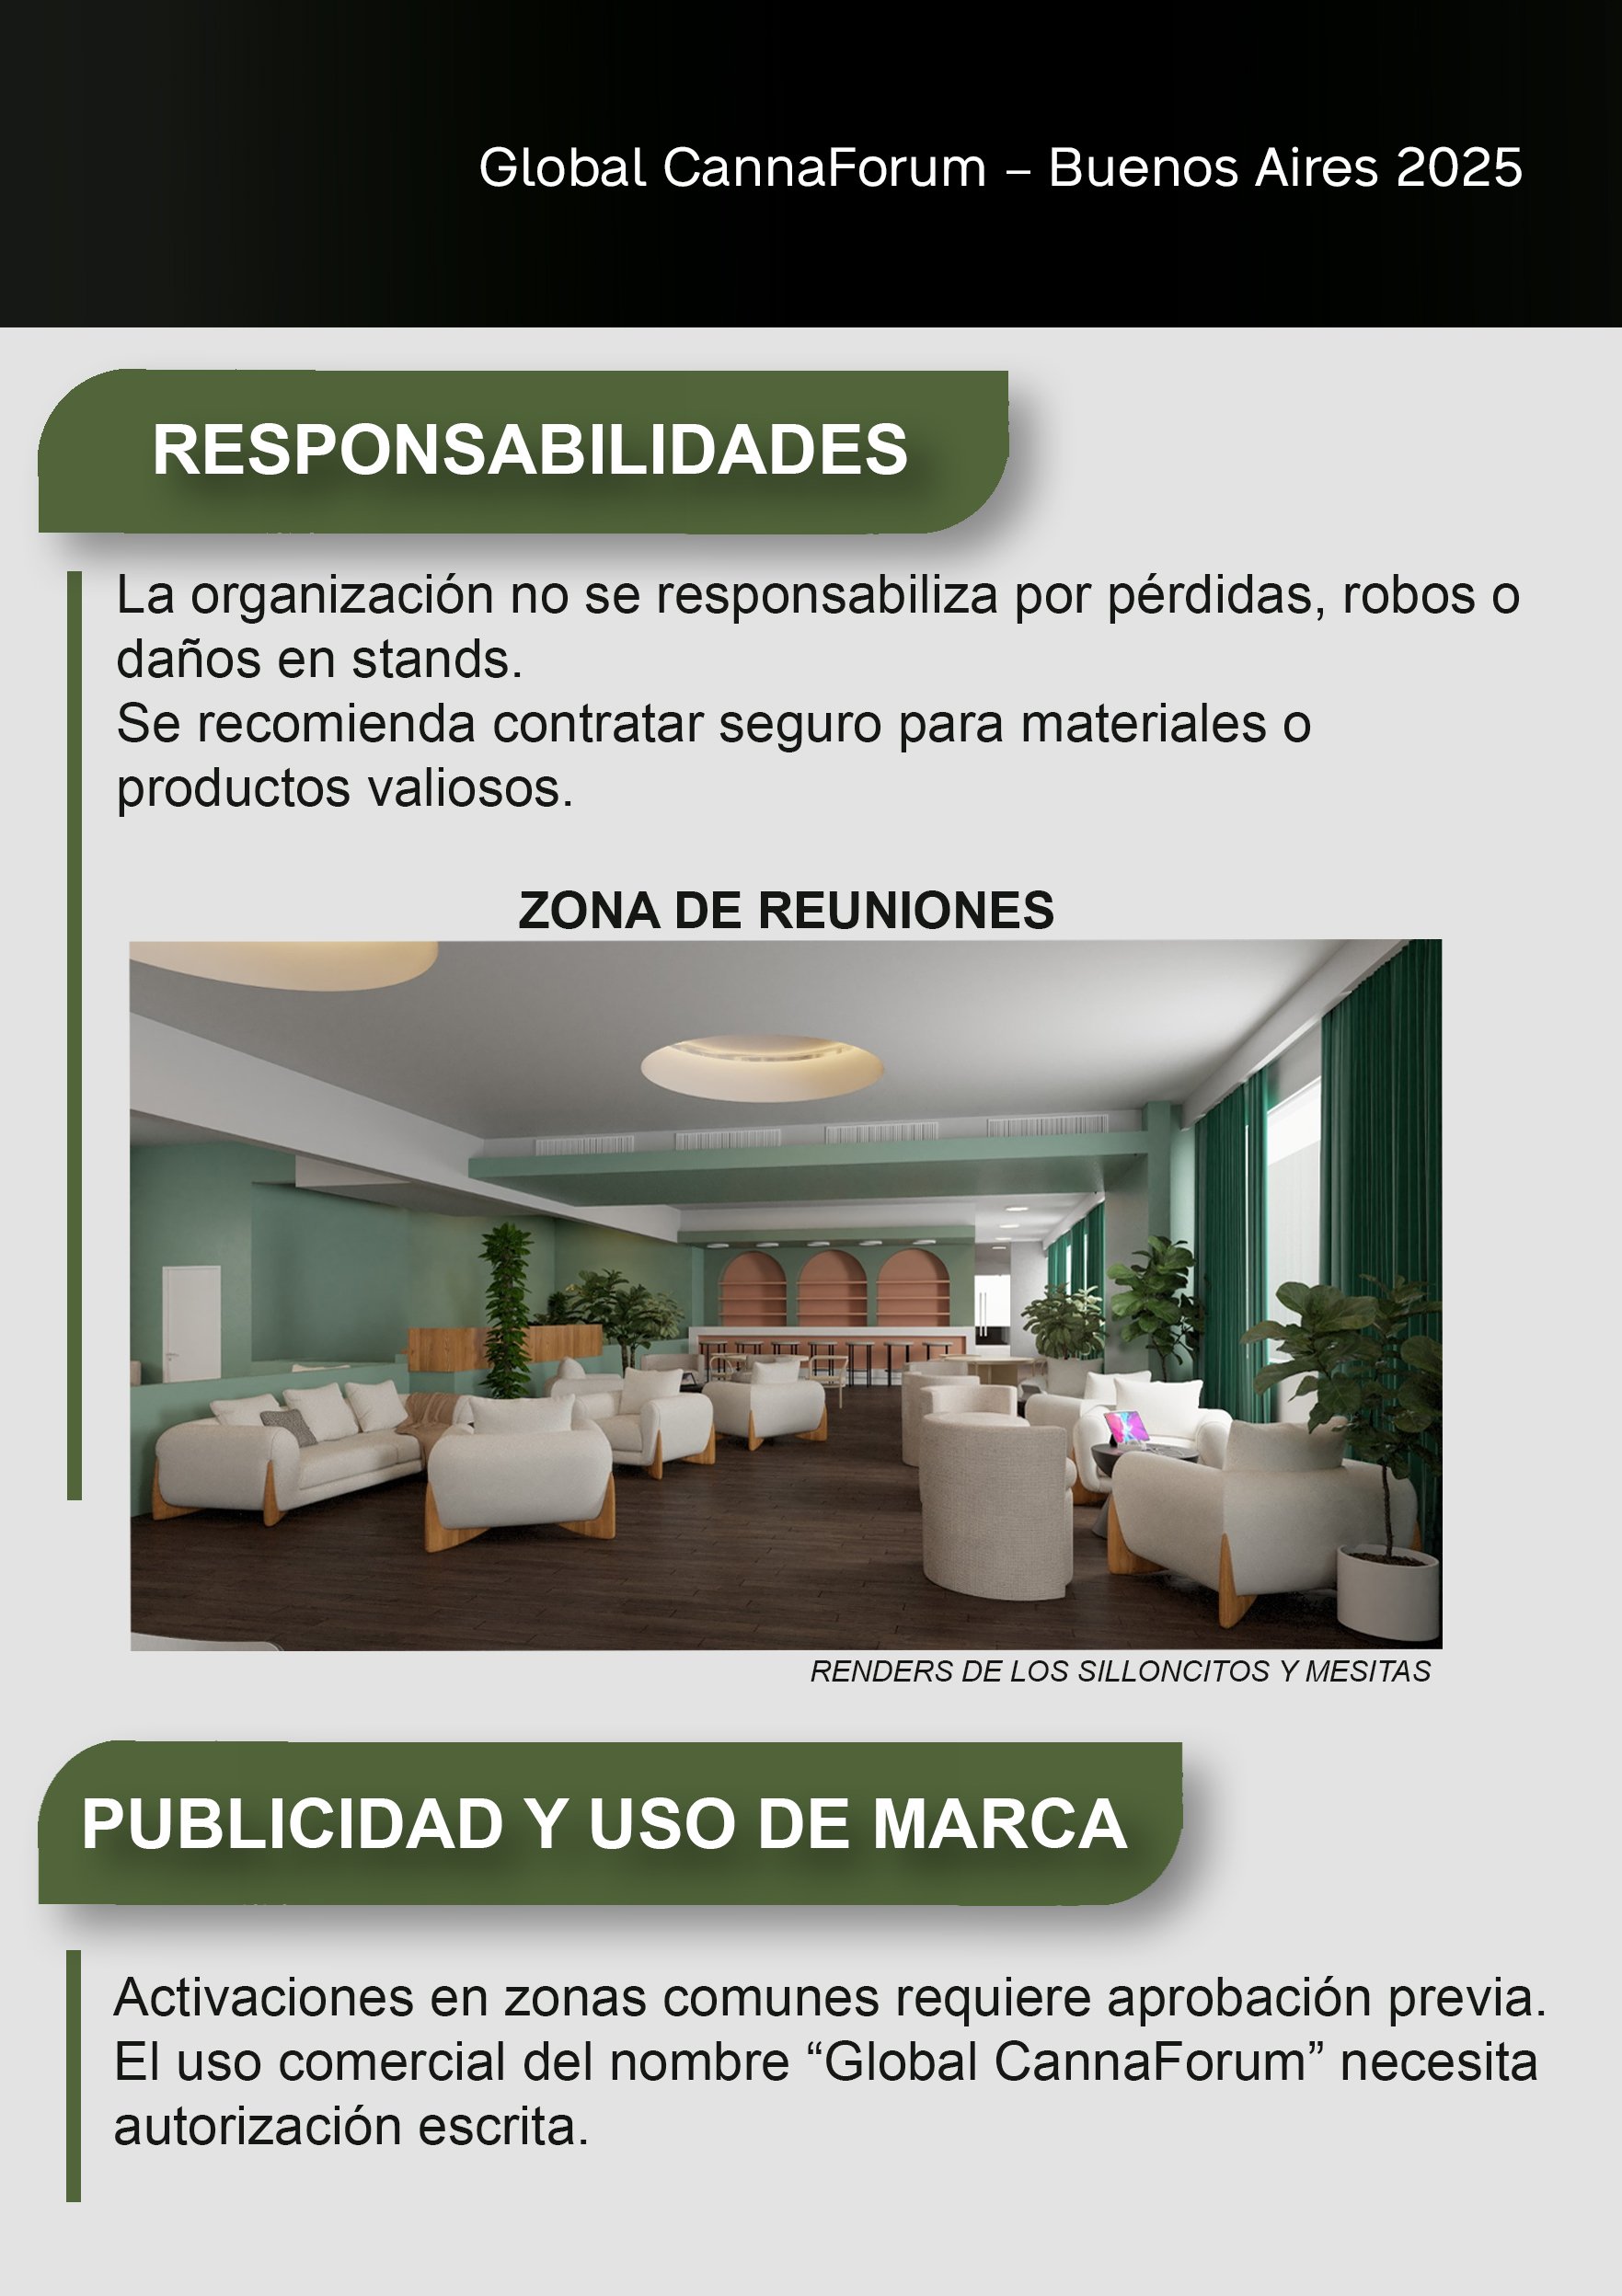 Global CannaForum – Buenos Aires 2025
RESPONSABILIDADES
La organización no se responsabiliza por pérdidas, robos o
daños en stands.
Se recomienda contratar seguro para materiales o
productos valiosos.
ZONA DE REUNIONES
RENDERS DE LOS SILLONCITOS Y MESITAS
PUBLICIDAD Y USO DE MARCA
Activaciones en zonas comunes requiere aprobación previa.
El uso comercial del nombre “Global CannaForum” necesita
autorización escrita.